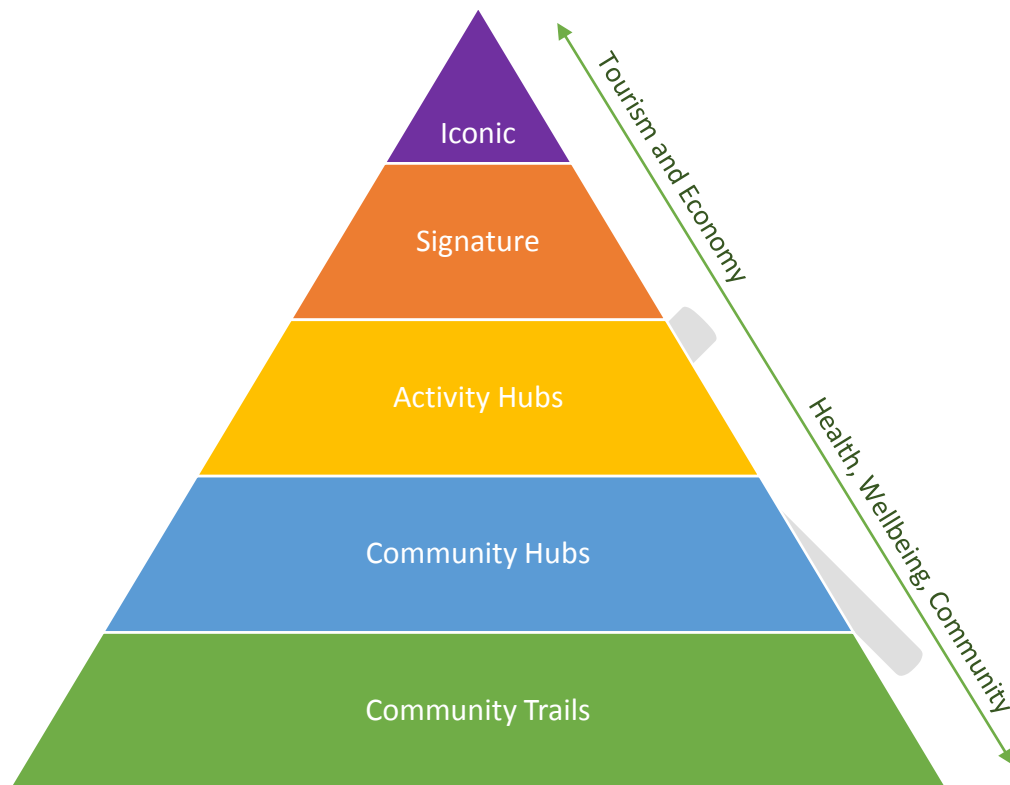 Iconic
Signature
Activity Hubs
Community Hubs
Community Trails
Tourism and Economy
Health, Wellbeing, Community